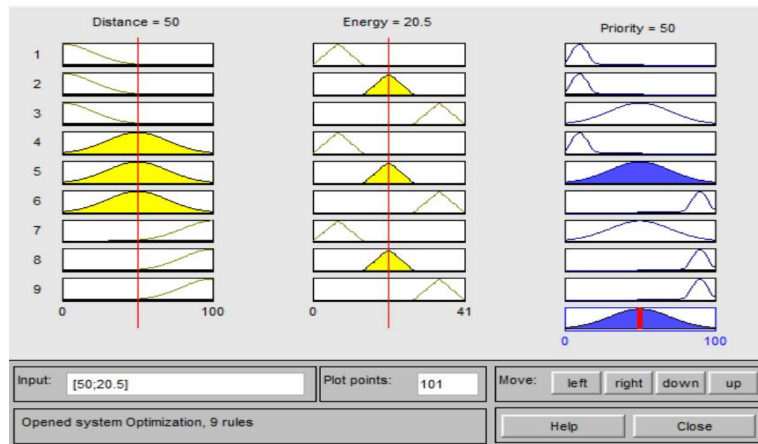 Distance = 50 Energy = 20.5 Priority = 50
1
2
3
4
5
6
7
8
9
0 100 0 41
0 100
Input: [50;20.5] Plot points: 101 Move: left right down up
Opened system Optimization, 9 rules Help Close